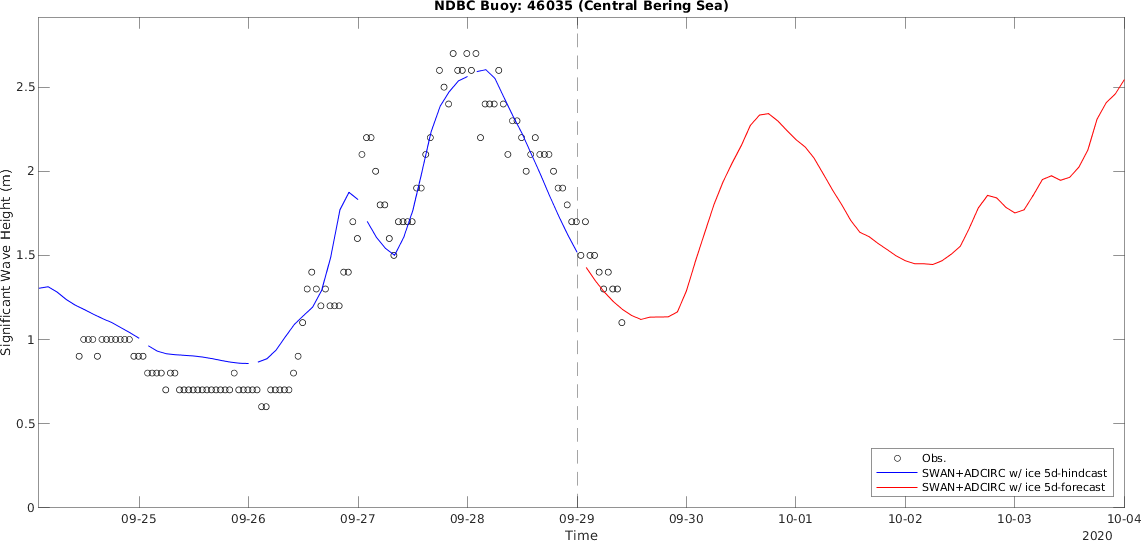 NDBC Buoy: 46035 (Central Bering Sea)
Significant Wave Height (m)
2.5
2
1.5
1
0.5
0
Obs.
SWAN+ADCIRC w/ ice 5d-hindcast
SWAN+ADCIRC w/ ice 5d-forecast
09-25 09-26 09-27 09-28 09-29 09-30 10-01 10-02 10-03 10-04
Time
2020